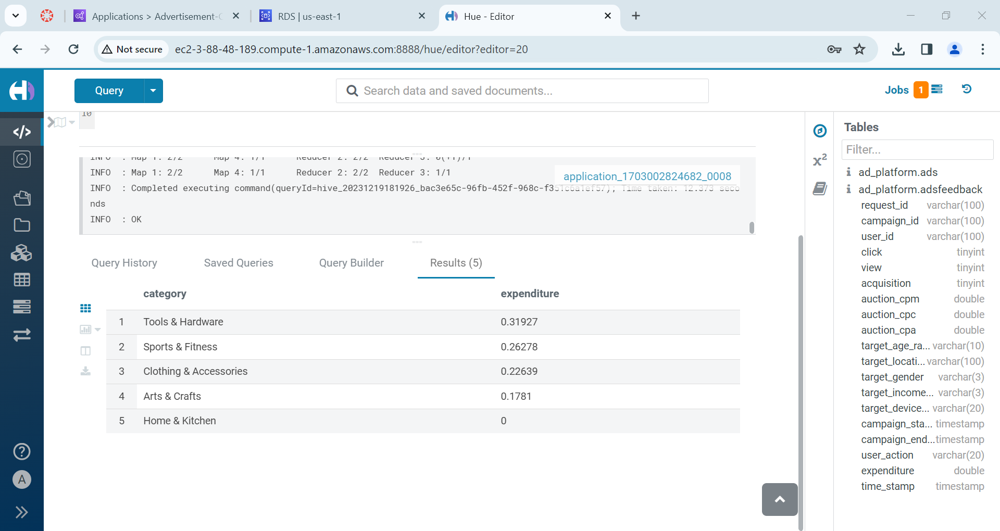 Applications > Advertisement-C
RDS | us-east-1
Hue - Editor
Not secure
ec2-3-88-48-189.compute-1.amazonaws.com:8888/hue/editor?editor=20
Query
Search data and saved documents...
Jobs 1
10
INFO : Map 1: 2/2 Map 4: 1/1 Reducer 2: 2/2 Reducer 3: 0(+1)/1
INFO : Map 1: 2/2 Map 4: 1/1 Reducer 2: 2/2 Reducer 3: 1/1
application_1703002824682_0008
INFO : Completed executing command(queryId=hive_20231219181926_bac3e65c-96fb-452f-968c-f351c6a1ef57); Time taken: 12.373 seco
nds
INFO : OK
Query History Saved Queries Query Builder Results (5)
category expenditure
1 Tools & Hardware 0.31927
2 Sports & Fitness 0.26278
3 Clothing & Accessories 0.22639
4 Arts & Crafts 0.1781
5 Home & Kitchen 0
A
Tables
Filter...
ad_platform.ads
ad_platform.adsfeedback
request_id varchar(100)
campaign_id varchar(100)
user_id varchar(100)
click tinyint
view tinyint
acquisition tinyint
auction_cpm double
auction_cpc double
auction_cpa double
target_age_ra... varchar(10)
target_locati... varchar(100)
target_gender varchar(3)
target_income... varchar(3)
target_device... varchar(20)
campaign_sta... timestamp
campaign_end... timestamp
user_action varchar(20)
expenditure double
time_stamp timestamp